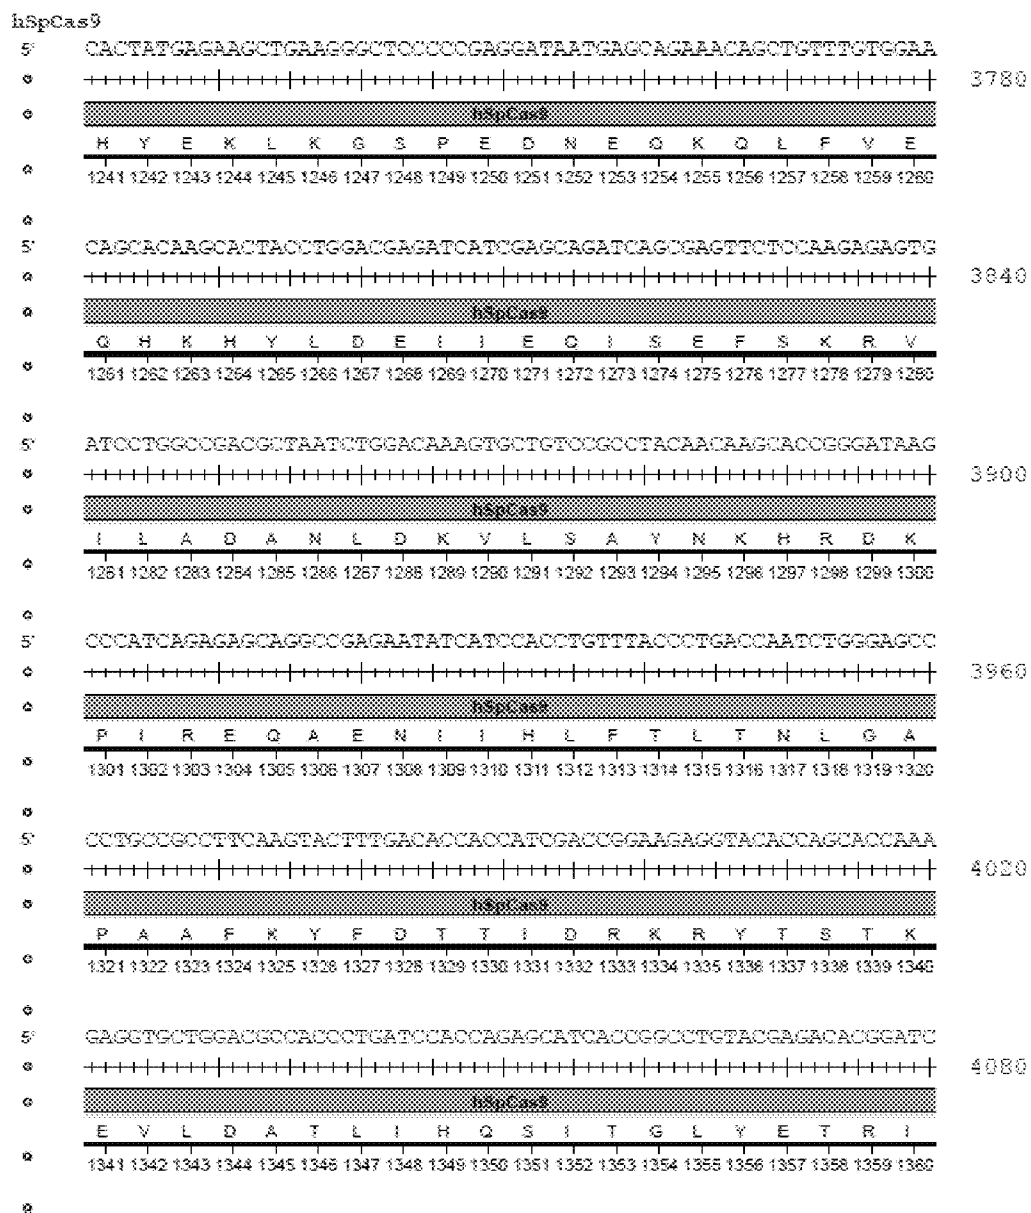 hSpCas9
5' CACTATGAGAAGCTGAAGGGCTCCCCCGAGGATAATGAGCAGAAACAGCTGTTTGTGGAA
3780
hSpCas9
H Y E K L K G S P E D N E Q K Q L F V E
1241 1242 1243 1244 1245 1246 1247 1248 1249 1250 1251 1252 1253 1254 1255 1256 1257 1258 1259 1260
5' CAGCACAAGCACTACCTGGACGAGATCATCGAGCAGATCAGCGAGTTCTCCAAGAGAGTG
3840
hSpCas9
Q H K H Y L D E I I E Q I S E F S K R V
1261 1262 1263 1264 1265 1266 1267 1268 1269 1270 1271 1272 1273 1274 1275 1276 1277 1278 1279 1280
5' ATCCTGGCCGACGCTAATCTGGACAAAGTGCTGTCCGCCTACAACAAGCACCGGGATAAG
3900
hSpCas9
I L A D A N L D K V L S A Y N K H R D K
1281 1282 1283 1284 1285 1286 1287 1288 1289 1290 1291 1292 1293 1294 1295 1296 1297 1298 1299 1300
5' CCCATCAGAGAGCAGGCCGAGAATATCATCCACCTGTTTACCCTGACCAATCTGGGAGCC
3960
hSpCas9
P I R E Q A E N I I H L F T L T N L G A
1301 1302 1303 1304 1305 1306 1307 1308 1309 1310 1311 1312 1313 1314 1315 1316 1317 1318 1319 1320
5' CCTGCCGCCTTCAAGTACTTTGACACCACCATCGACCGGAAGAGGTACACCAGCACCAAA
4020
hSpCas9
P A A F K Y F D T T I D R K R Y T S T K
1321 1322 1323 1324 1325 1326 1327 1328 1329 1330 1331 1332 1333 1334 1335 1336 1337 1338 1339 1340
5' GAGGTGCTGGACGCCACCCTGATCCACCAGAGCATCACCGGCCTGTACGAGACACGGATC
4080
hSpCas9
E V L D A T L I H Q S I T G L Y E T R I
1341 1342 1343 1344 1345 1346 1347 1348 1349 1350 1351 1352 1353 1354 1355 1356 1357 1358 1359 1360